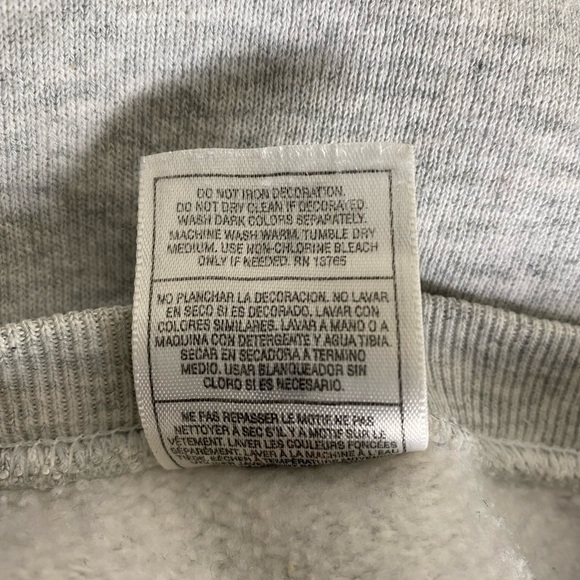 DO NOT IRON DECORATION.
DO NOT DRY CLEAN IF DECORATED.
WASH DARK COLORS SEPARATELY.
MACHINE WASH WARM. TUMBLE DRY
MEDIUM. USE NON-CHLORINE BLEACH
ONLY IF NEEDED. RN 13765
NO PLANCHAR LA DECORACION. NO LAVAR
EN SECO SI ES DECORADO. LAVAR CON
COLORES SIMILARES. LAVAR A MANO O A
MAQUINA CON DETERGENTE Y AGUA TIBIA.
SECAR EN SECADORA A TERMINO
MEDIO. USAR BLANQUEADOR SIN
CLORO SI ES NECESARIO.
NE PAS REPASSER LE MOTIF NE PAS
NETTOYER A SEC S'IL Y A MOTIF SUR LE
VÊTEMENT. LAVER LES COULEURS FONCÉES
SÉPARÉMENT. LAVER À LA MACHINE À L'EAU
TIÈDE. SÉCHER À TEMPÉRATURE